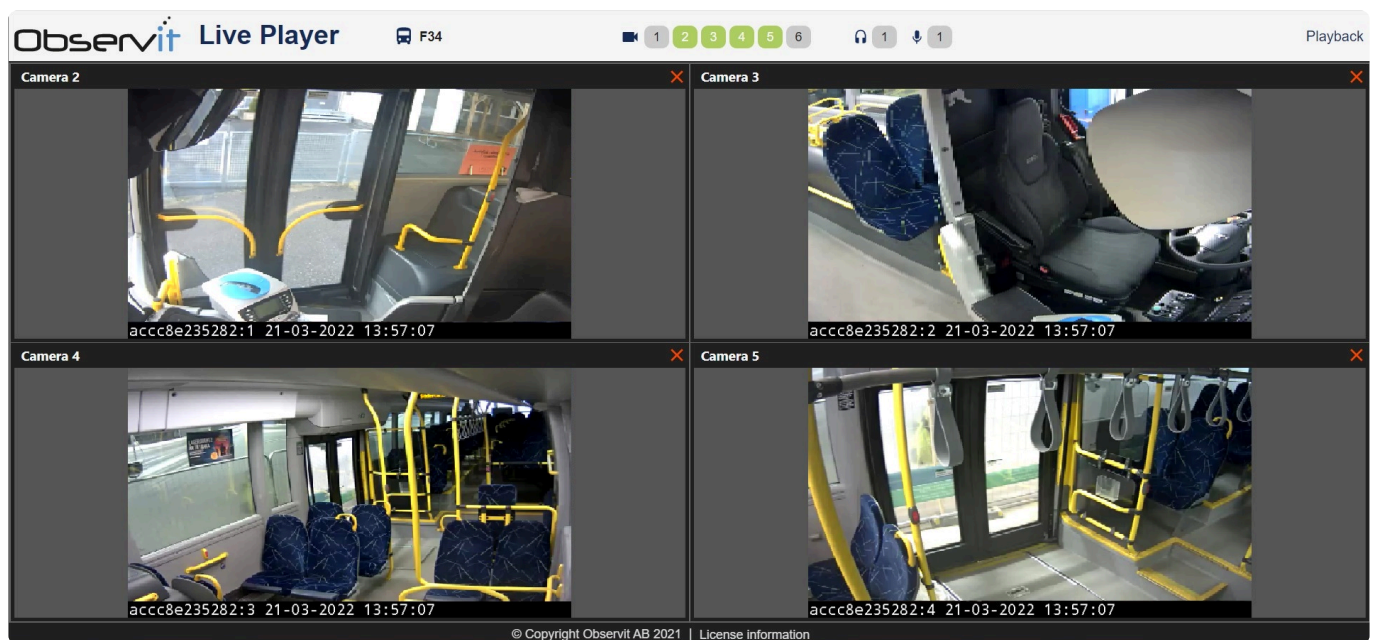 Observit Live Player F34 1 2 3 4 5 6 1 1 Playback
Camera 2
Camera 3
accc8e235282:1 21-03-2022 13:57:07
accc8e235282:2 21-03-2022 13:57:07
Camera 4
Camera 5
accc8e235282:3 21-03-2022 13:57:07
accc8e235282:4 21-03-2022 13:57:07
© Copyright Observit AB 2021 | License information